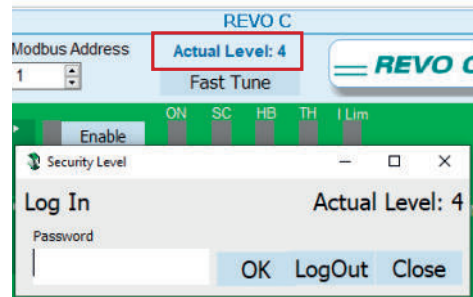 REVO C
Modbus Address
Actual Level: 4
1
Fast Tune
REVO C
ON SC HB TH I Lim
Enable
Security Level
Log In Actual Level: 4
Password
OK LogOut Close